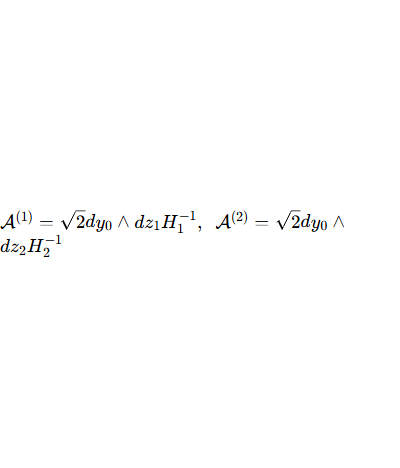 𝒜⁽¹⁾ = √2dy₀ ∧ dz₁H₁⁻¹, 𝒜⁽²⁾ = √2dy₀ ∧
dz₂H₂⁻¹